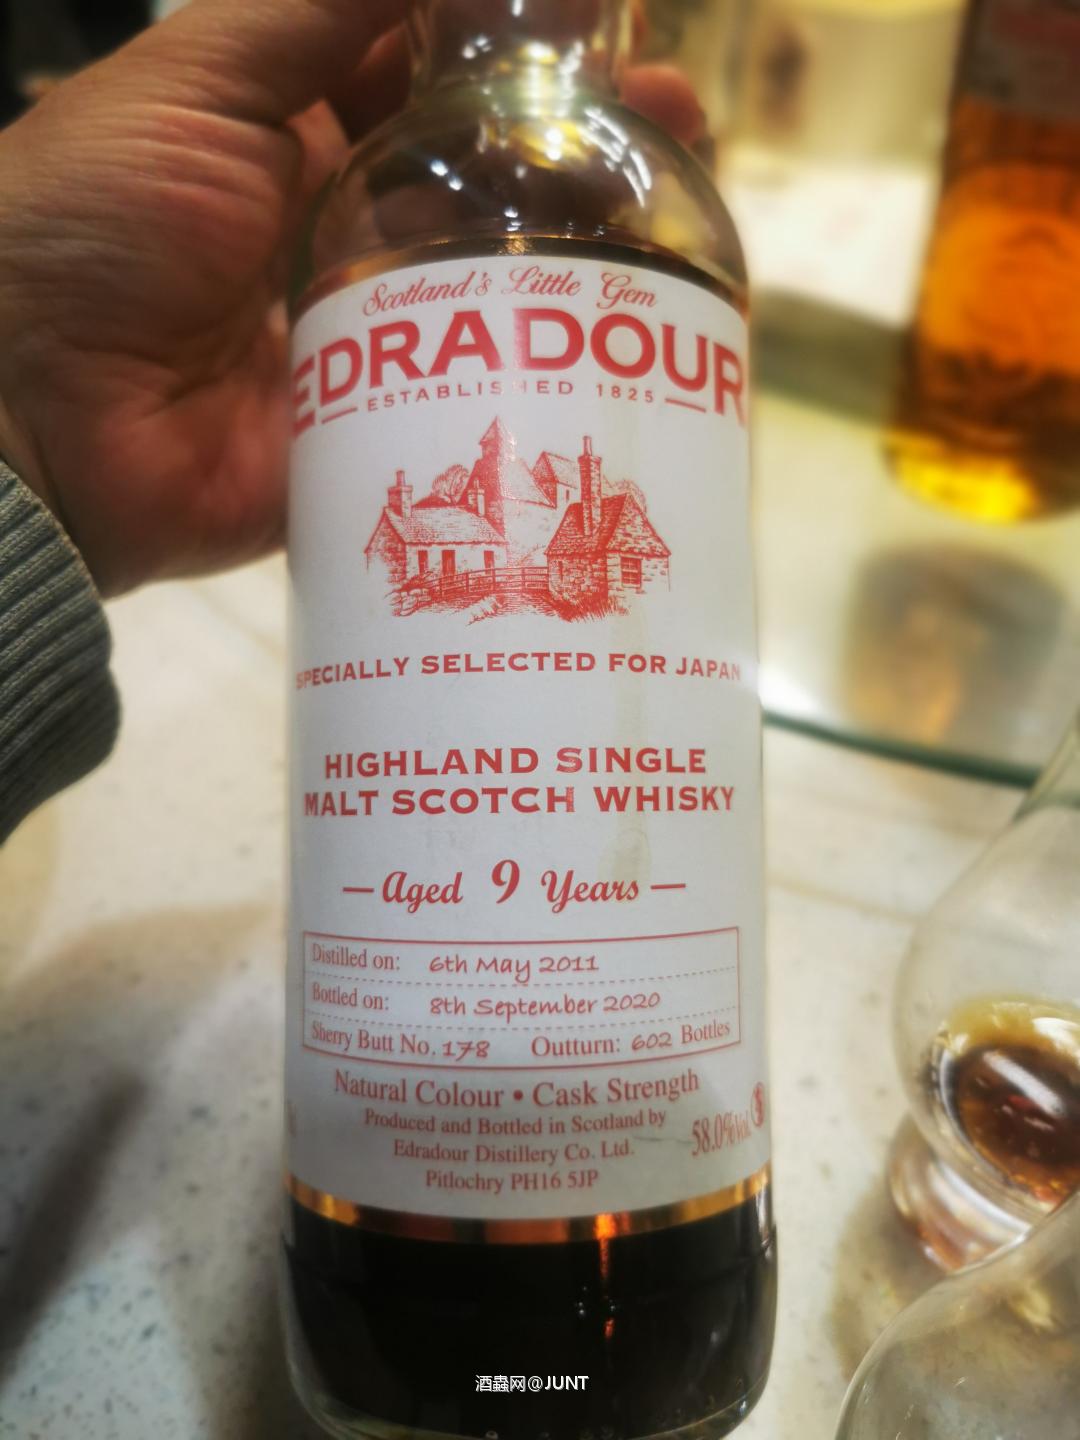 Scotland's Little Gem
EDRADOUR
ESTABLISHED 1825
SPECIALLY SELECTED FOR JAPAN
HIGHLAND SINGLE
MALT SCOTCH WHISKY
Aged 9 Years
Distilled on: 6th May 2011
Bottled on: 8th September 2020
Sherry Butt No. 178 Outturn: 602 Bottles
Natural Colour • Cask Strength
Produced and Bottled in Scotland by
Edradour Distillery Co. Ltd.
Pitlochry PH16 5JP
58.0%Vol.
酒蟲网@JUNT